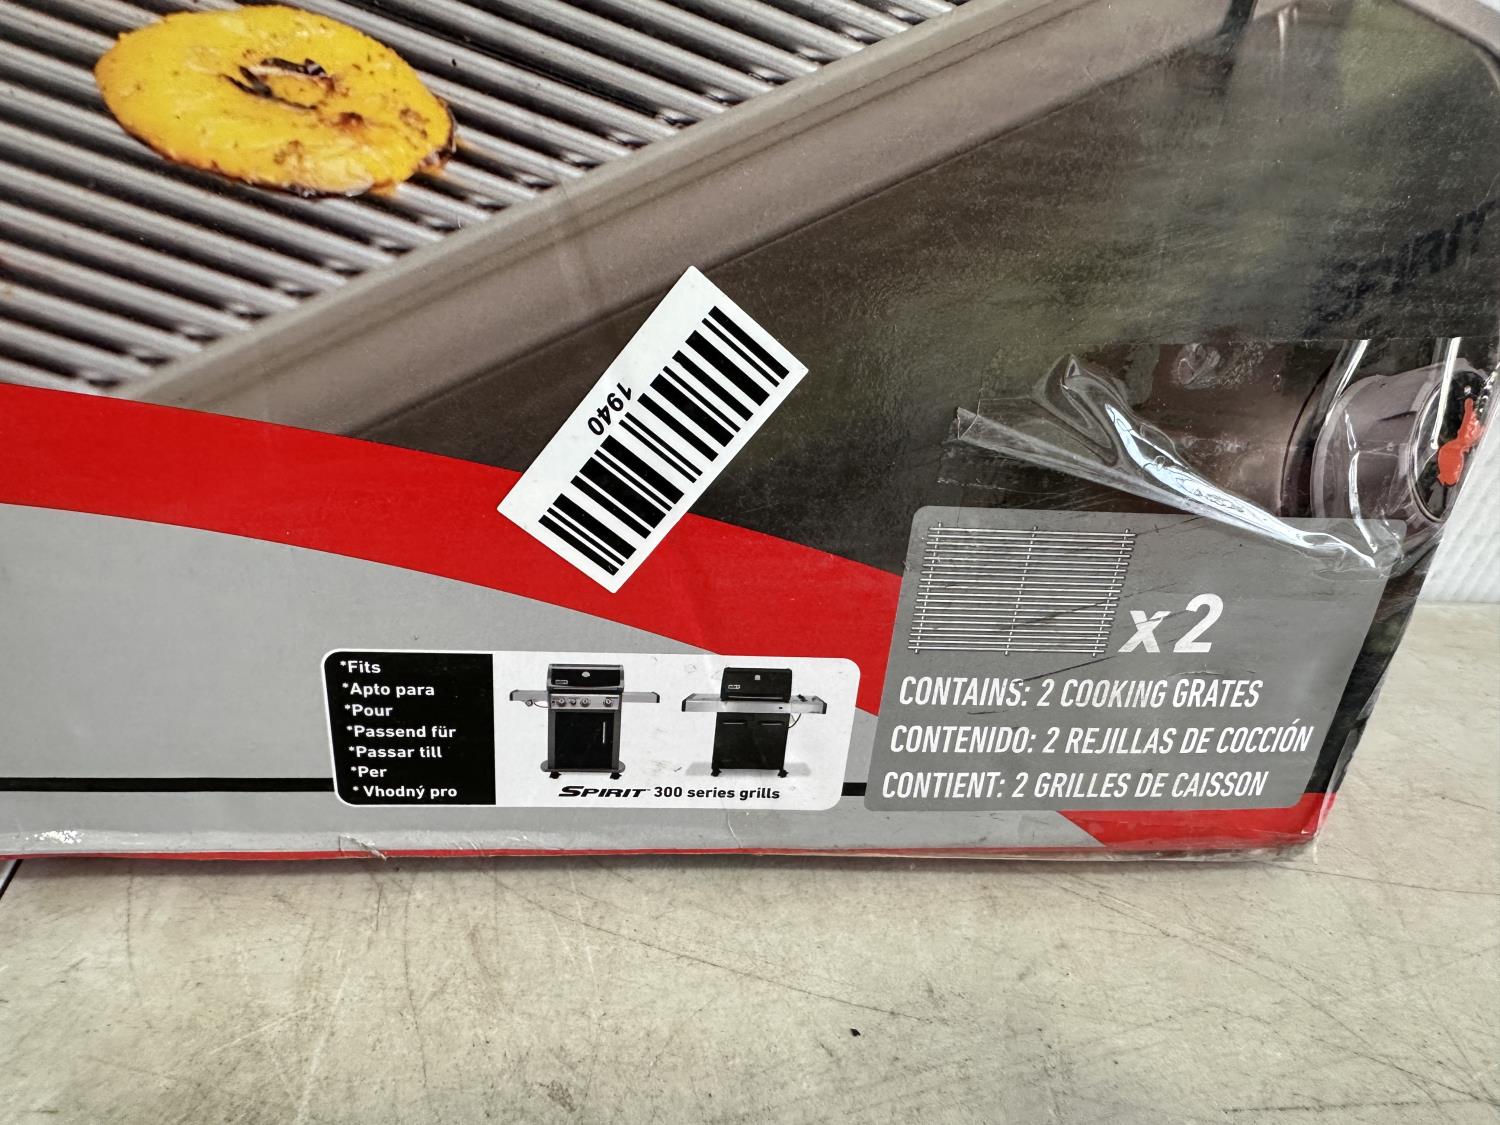 1940
x2
CONTAINS: 2 COOKING GRATES
CONTENIDO: 2 REJILLAS DE COCCIÓN
CONTIENT: 2 GRILLES DE CAISSON
*Fits
*Apto para
*Pour
*Passend für
*Passar till
*Per
* Vhodný pro
SPIRIT™ 300 series grills